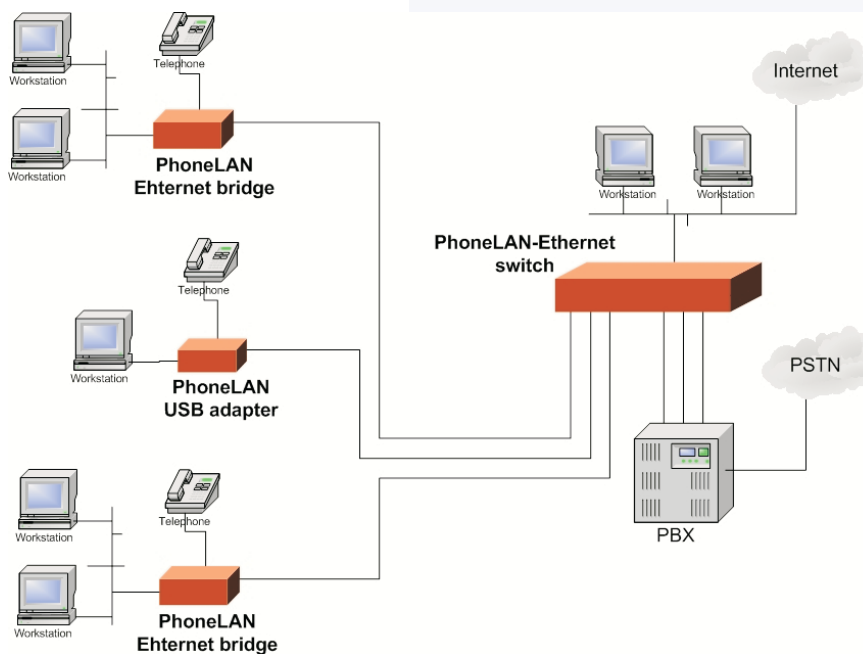 Telephone
Workstation
Workstation
PhoneLAN
Ehternet bridge
Internet
Workstation
Workstation
PhoneLAN-Ethernet
switch
Telephone
Workstation
PhoneLAN
USB adapter
PSTN
PBX
Telephone
Workstation
Workstation
PhoneLAN
Ehternet bridge